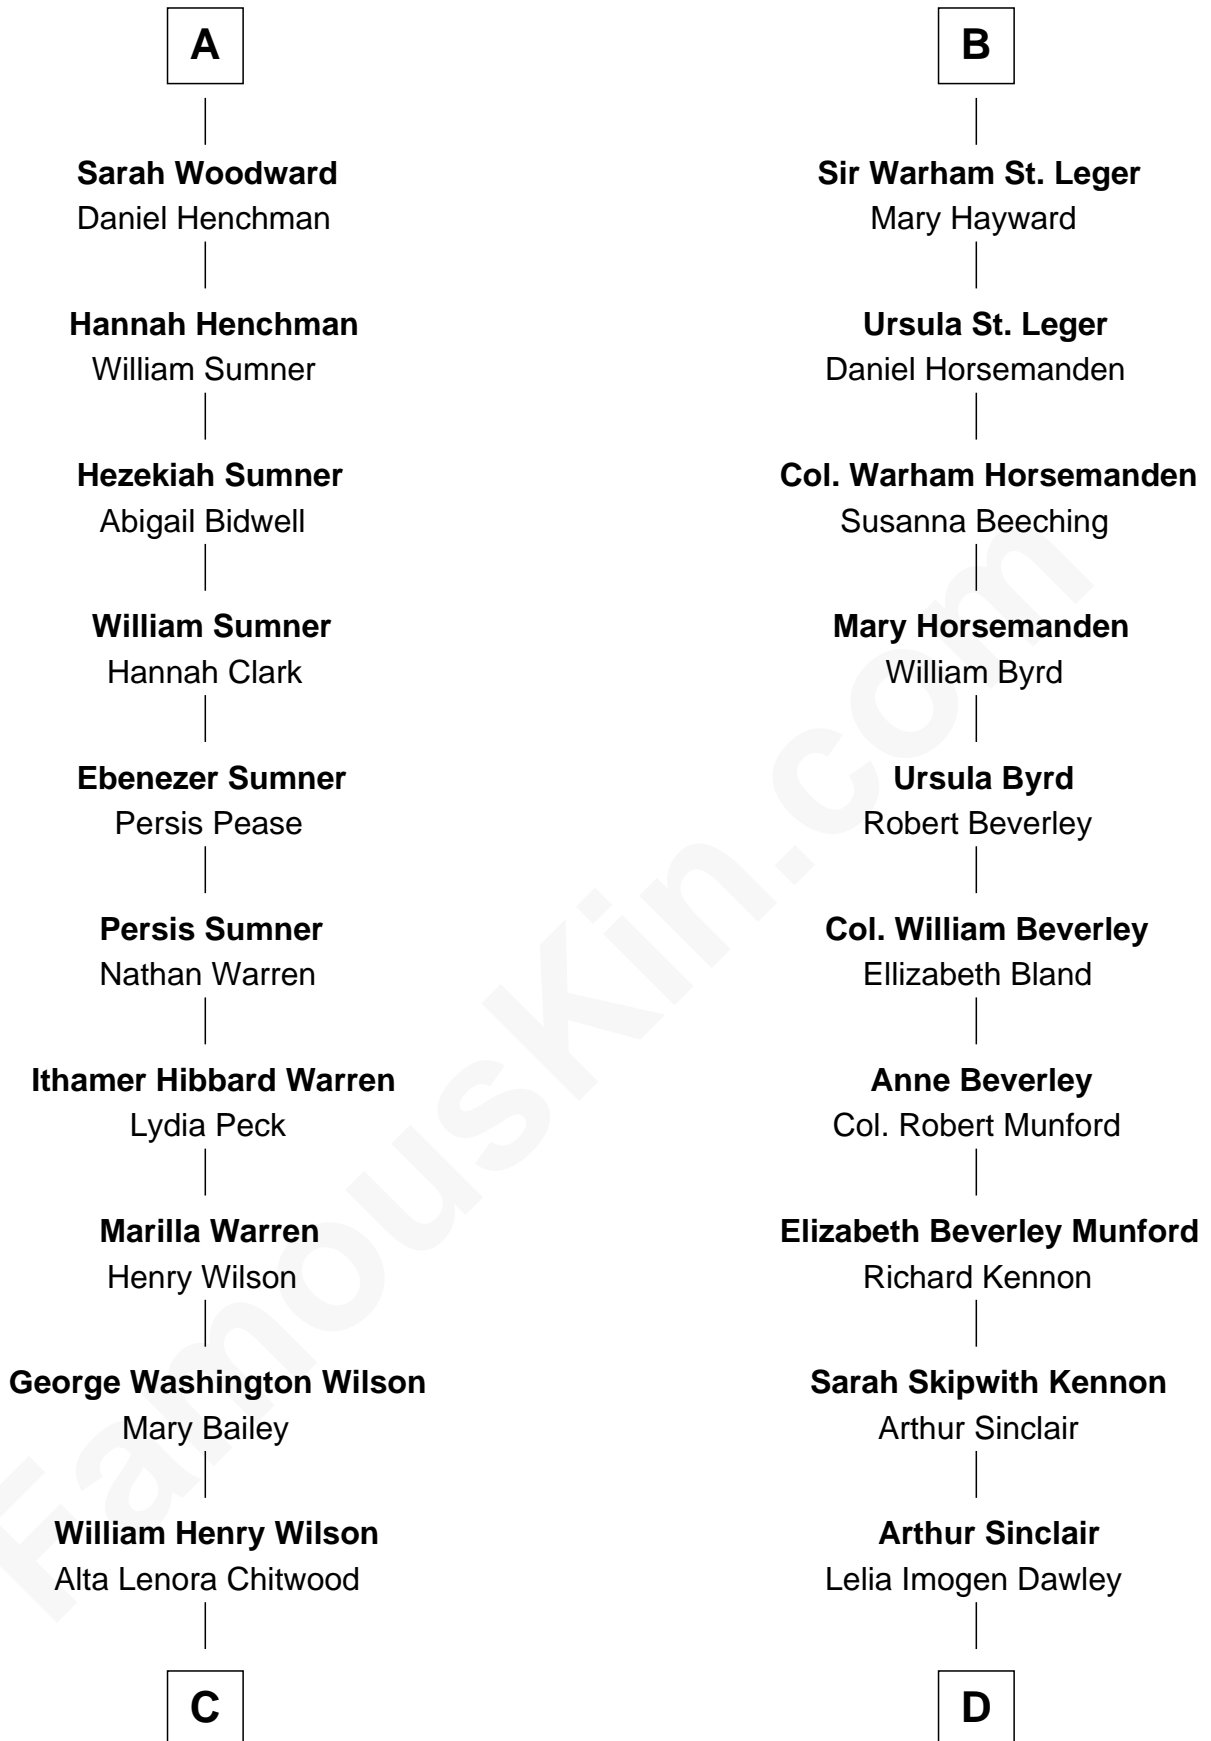 A
Sarah Woodward
Daniel Henchman
Hannah Henchman
William Sumner
Hezekiah Sumner
Abigail Bidwell
William Sumner
Hannah Clark
Ebenezer Sumner
Persis Pease
Persis Sumner
Nathan Warren
Ithamer Hibbard Warren
Lydia Peck
Marilla Warren
Henry Wilson
George Washington Wilson
Mary Bailey
William Henry Wilson
Alta Lenora Chitwood
C
B
Sir Warham St. Leger
Mary Hayward
Ursula St. Leger
Daniel Horsemanden
Col. Warham Horsemanden
Susanna Beeching
Mary Horsemanden
William Byrd
Ursula Byrd
Robert Beverley
Col. William Beverley
Ellizabeth Bland
Anne Beverley
Col. Robert Munford
Elizabeth Beverley Munford
Richard Kennon
Sarah Skipwith Kennon
Arthur Sinclair
Arthur Sinclair
Lelia Imogen Dawley
D
FamousKin.com